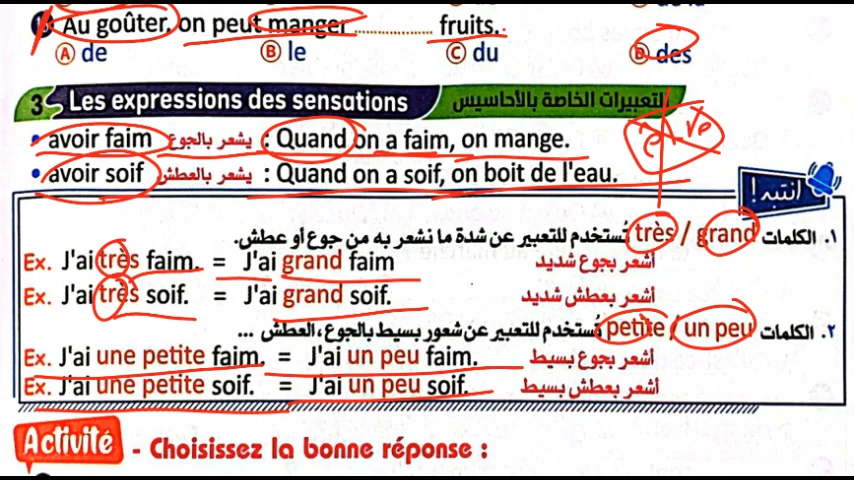 Au goûter, on peut manger .............. fruits.
A de B le C du D des
3 Les expressions des sensations التعبيرات الخاصة بالأحاسيس
• avoir faim يشعر بالجوع : Quand on a faim, on mange.
• avoir soif يشعر بالعطش : Quand on a soif, on boit de l'eau.
انتبه!
١. الكلمات très / grand تستخدم للتعبير عن شدة ما نشعر به من جوع أو عطش.
Ex. J'ai très faim. = J'ai grand faim أشعر بجوع شديد
Ex. J'ai très soif. = J'ai grand soif. أشعر بعطش شديد
٢. الكلمات petite / un peu تُستخدم للتعبير عن شعور بسيط بالجوع، العطش ...
Ex. J'ai une petite faim. = J'ai un peu faim. أشعر بجوع بسيط
Ex. J'ai une petite soif. = J'ai un peu soif. أشعر بعطش بسيط
Activité - Choisissez la bonne réponse :